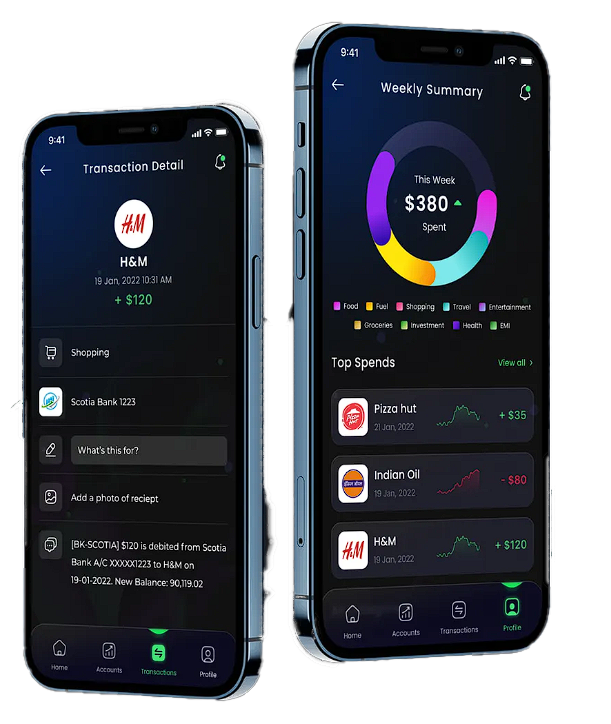 9:41
Transaction Detail
H&M
H&M
19 Jan, 2022 10:31 AM
+ $120
Shopping
Scotia Bank 1223
What's this for?
Add a photo of reciept
[BK-SCOTIA] $120 is debited from Scotia
Bank A/C XXXXX1223 to H&M on
19-01-2022. New Balance: 90,119.02
Home
Accounts
Transactions
Profile
9:41
Weekly Summary
This Week
$380
Spent
Food Fuel Shopping Travel Entertainment
Groceries Investment Health EMI
Top Spends
View all
Pizza Hut
Pizza hut
21 Jan, 2022
+ $35
Indian Oil
19 Jan, 2022
- $80
H&M
H&M
19 Jan, 2022
+ $120
Home
Accounts
Transactions
Profile